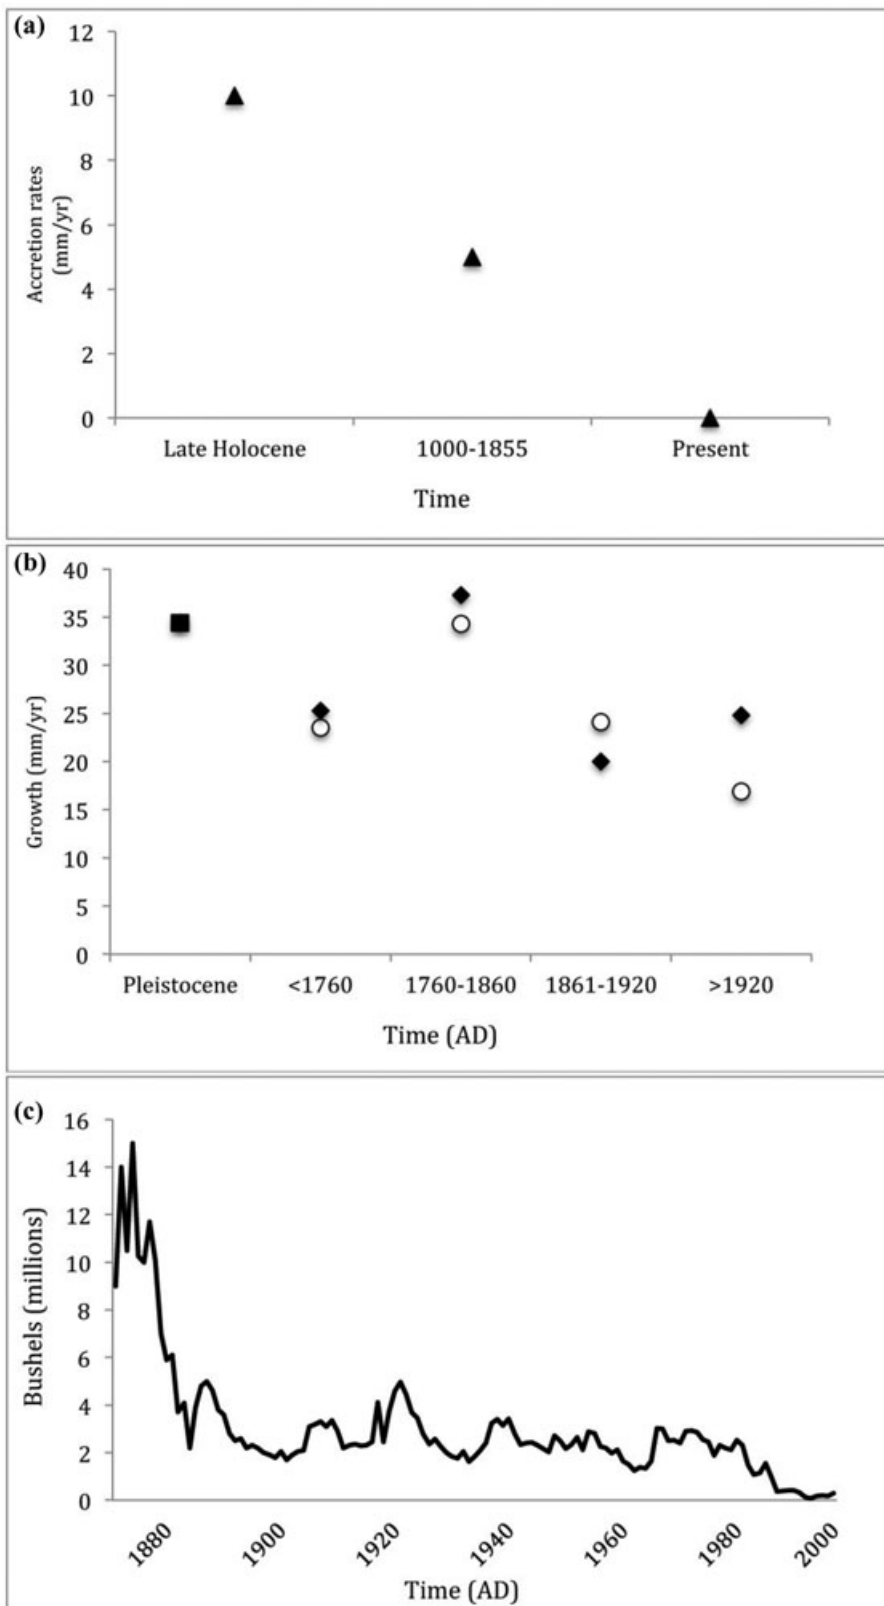 (a)
12
10
8
6
4
2
0
Accretion rates
(mm/yr)
Late Holocene 1000-1855 Present
Time
(b)
40
35
30
25
20
15
10
5
0
Growth (mm/yr)
Pleistocene <1760 1760-1860 1861-1920 >1920
Time (AD)
(c)
16
14
12
10
8
6
4
2
0
Bushels (millions)
1880 1900 1920 1940 1960 1980 2000
Time (AD)